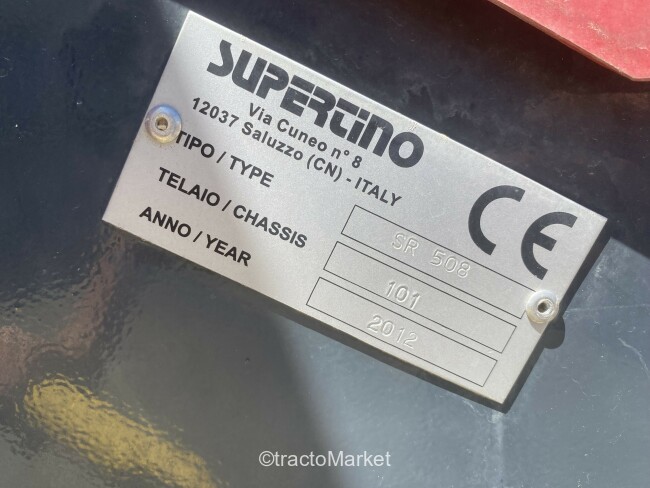 SUPERTINO
Via Cuneo n° 8
12037 Saluzzo (CN) - ITALY
TIPO / TYPE
SR 508
TELAIO / CHASSIS
101
ANNO / YEAR
2012
CE
©tractoMarket